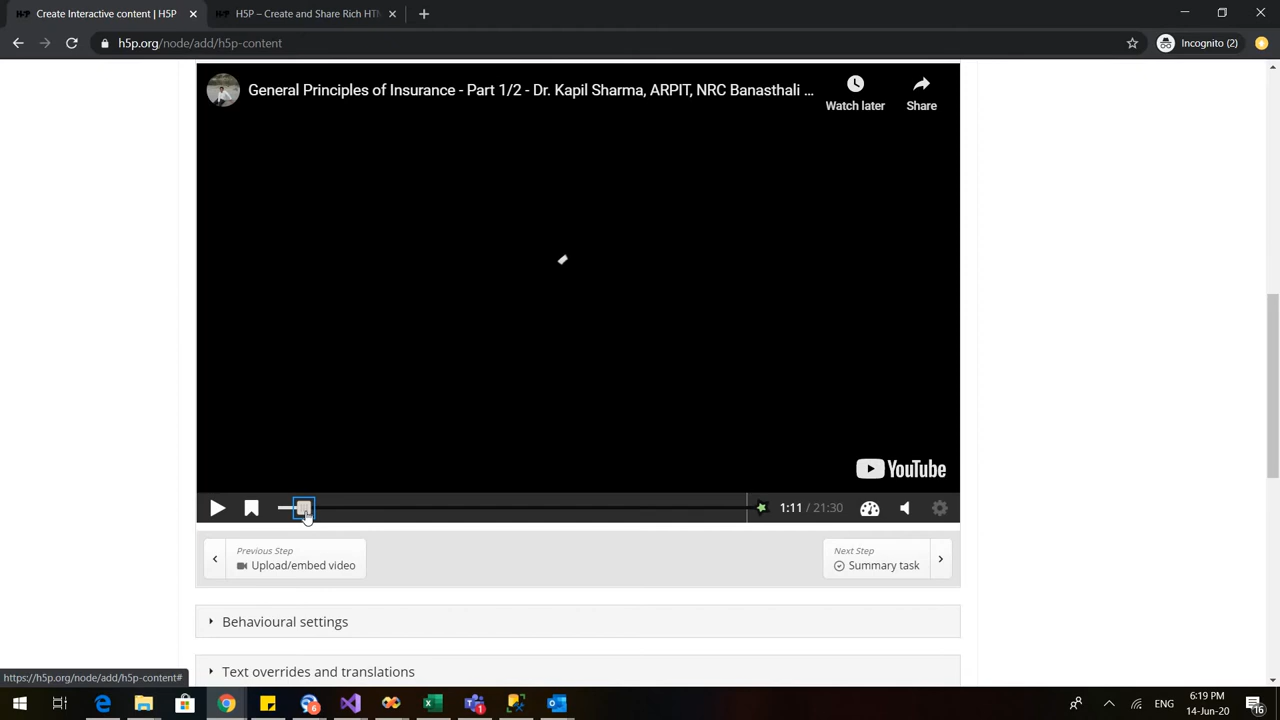 Create Interactive content | H5P
H5P – Create and Share Rich HT
h5p.org/node/add/h5p-content
Incognito (2)
General Principles of Insurance - Part 1/2 - Dr. Kapil Sharma, ARPIT, NRC Banasthali ...
Watch later
Share
YouTube
1:11 / 21:30
Previous Step
Upload/embed video
Next Step
Summary task
Behavioural settings
Text overrides and translations
https://h5p.org/node/add/h5p-content#
6
ENG
6:19 PM
14-Jun-20
16